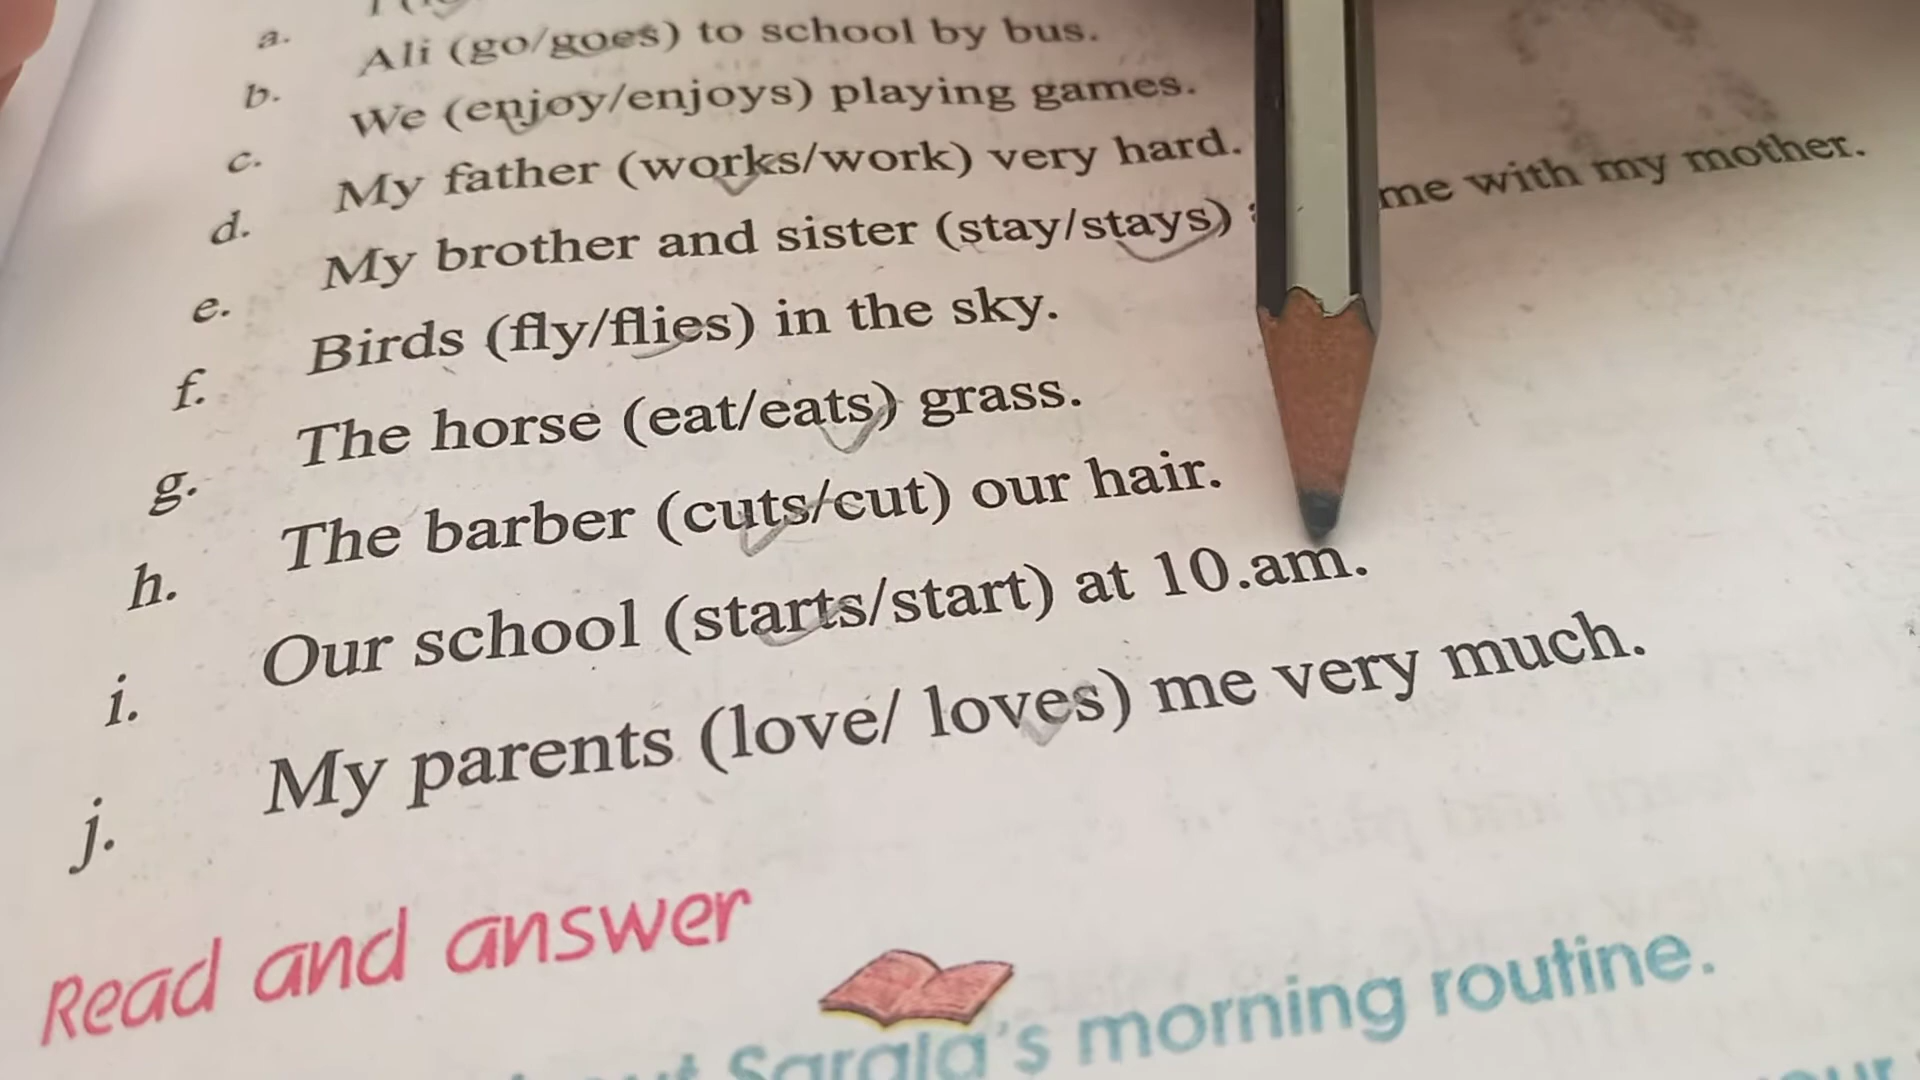 a.
b. Ali (go/goes) to school by bus.
c. We (enjoy/enjoys) playing games.
d. My father (works/work) very hard.
e. My brother and sister (stay/stays) me with my mother.
f. Birds (fly/flies) in the sky.
g. The horse (eat/eats) grass.
h. The barber (cuts/cut) our hair.
i. Our school (starts/start) at 10.am.
j. My parents (love/ loves) me very much.
Read and answer
Sarala's morning routine.